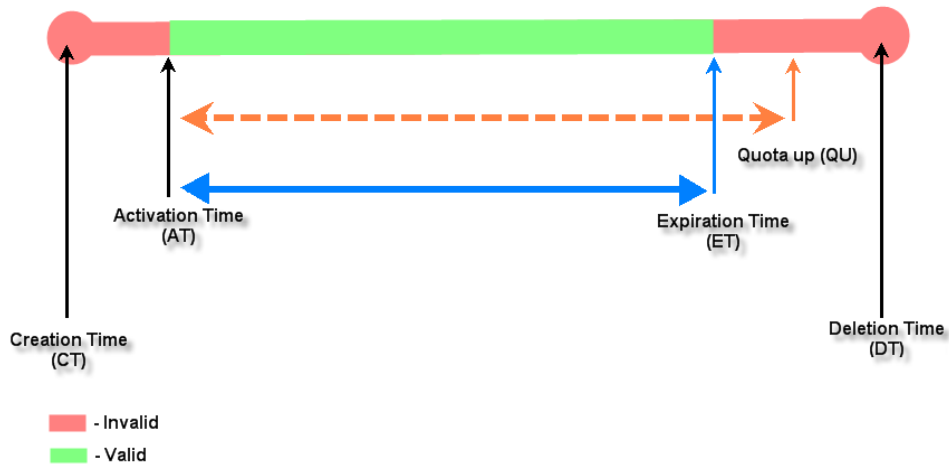 Quota up (QU)
Activation Time
(AT)
Expiration Time
(ET)
Creation Time
(CT)
Deletion Time
(DT)
- Invalid
- Valid